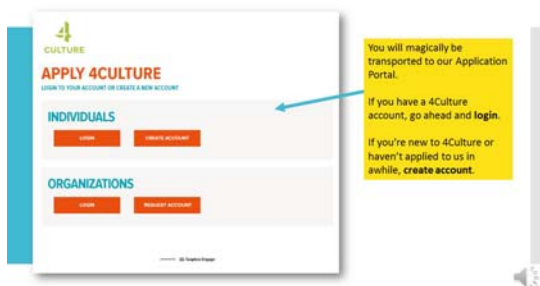 4
CULTURE
APPLY 4CULTURE
LOGIN TO YOUR ACCOUNT OR CREATE A NEW ACCOUNT
INDIVIDUALS
LOGIN
CREATE ACCOUNT
ORGANIZATIONS
LOGIN
REQUEST ACCOUNT
You will magically be
transported to our Application
Portal.
If you have a 4Culture
account, go ahead and login.
If you're new to 4Culture or
haven't applied to us in
awhile, create account.